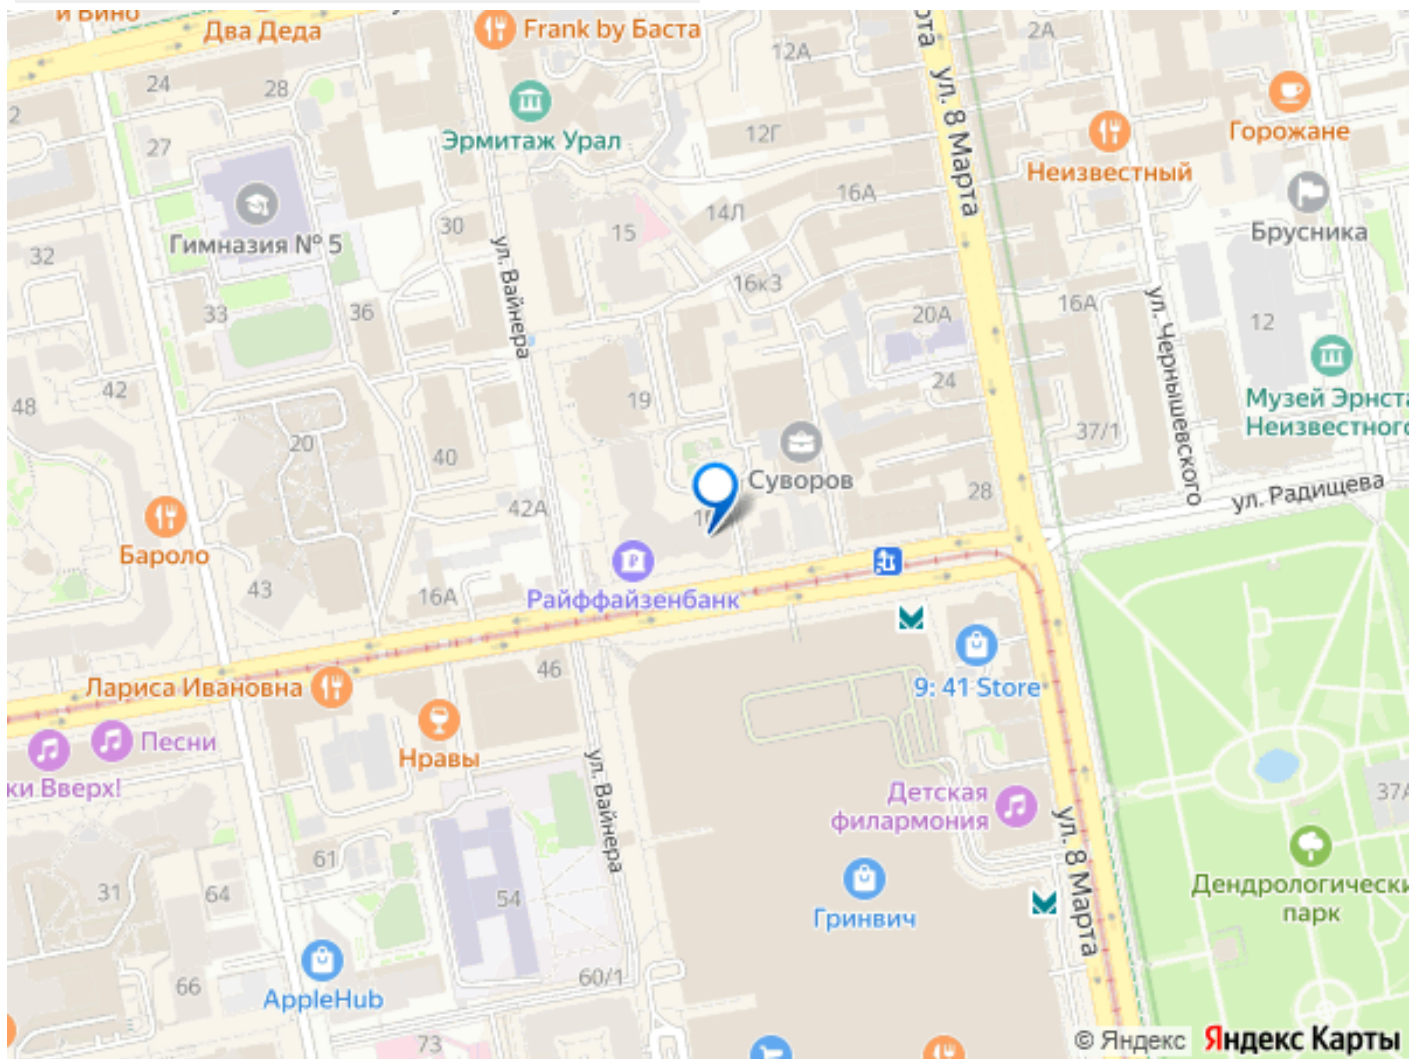 и Вино
Два Деда
Frank by Баста
12А
2А
24
28
2
Эрмитаж Урал
ул. 8 Марта
Горожане
27
12Г
Неизвестный
Гимназия № 5
30
15
14Л
16А
Брусника
32
ул. Вайнера
16к3
33
36
20А
16А
12
ул. Чернышевского
Музей Эрнста
Неизвестного
42
48
19
24
20
40
37/1
Суворов
28
ул. Радищева
42А
Бароло
43
16А
Райффайзенбанк
46
Лариса Ивановна
9: 41 Store
Песни
Нравы
ки Вверх!
ул. Вайнера
Детская
филармония
37А
ул. 8 Марта
61
31
64
54
Гринвич
Дендрологически
парк
60/1
66
AppleHub
73
© Яндекс Яндекс Карты